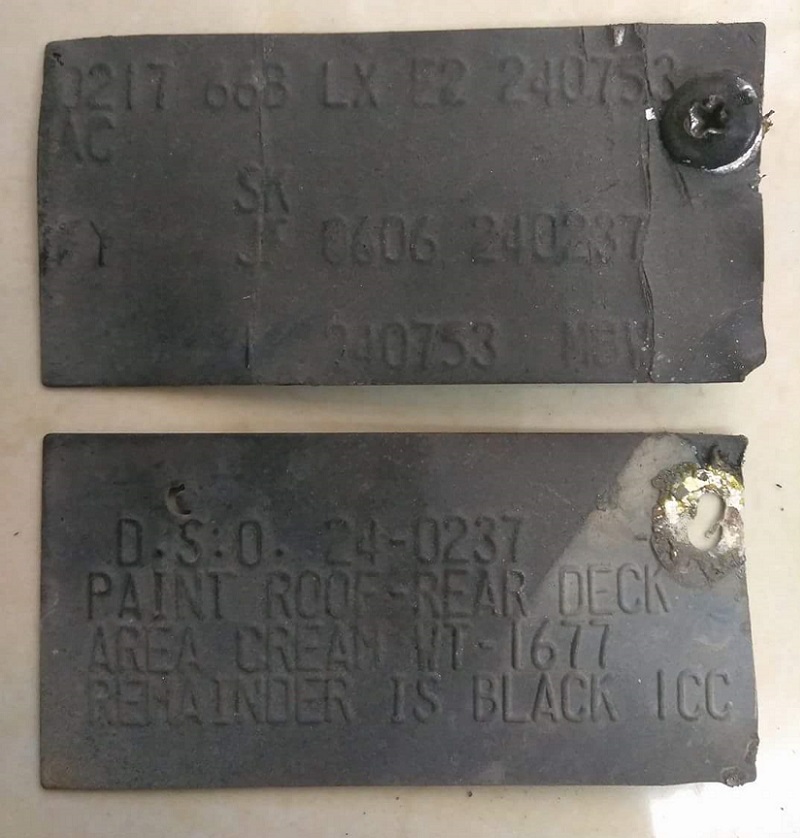 0217 66B LX E2 240753
AC
SK
Y J 0606 240237
240753
D.S.O. 24-0237
PAINT ROOF-REAR DECK
AREA CREAM WT-1677
REMAINDER IS BLACK ICC